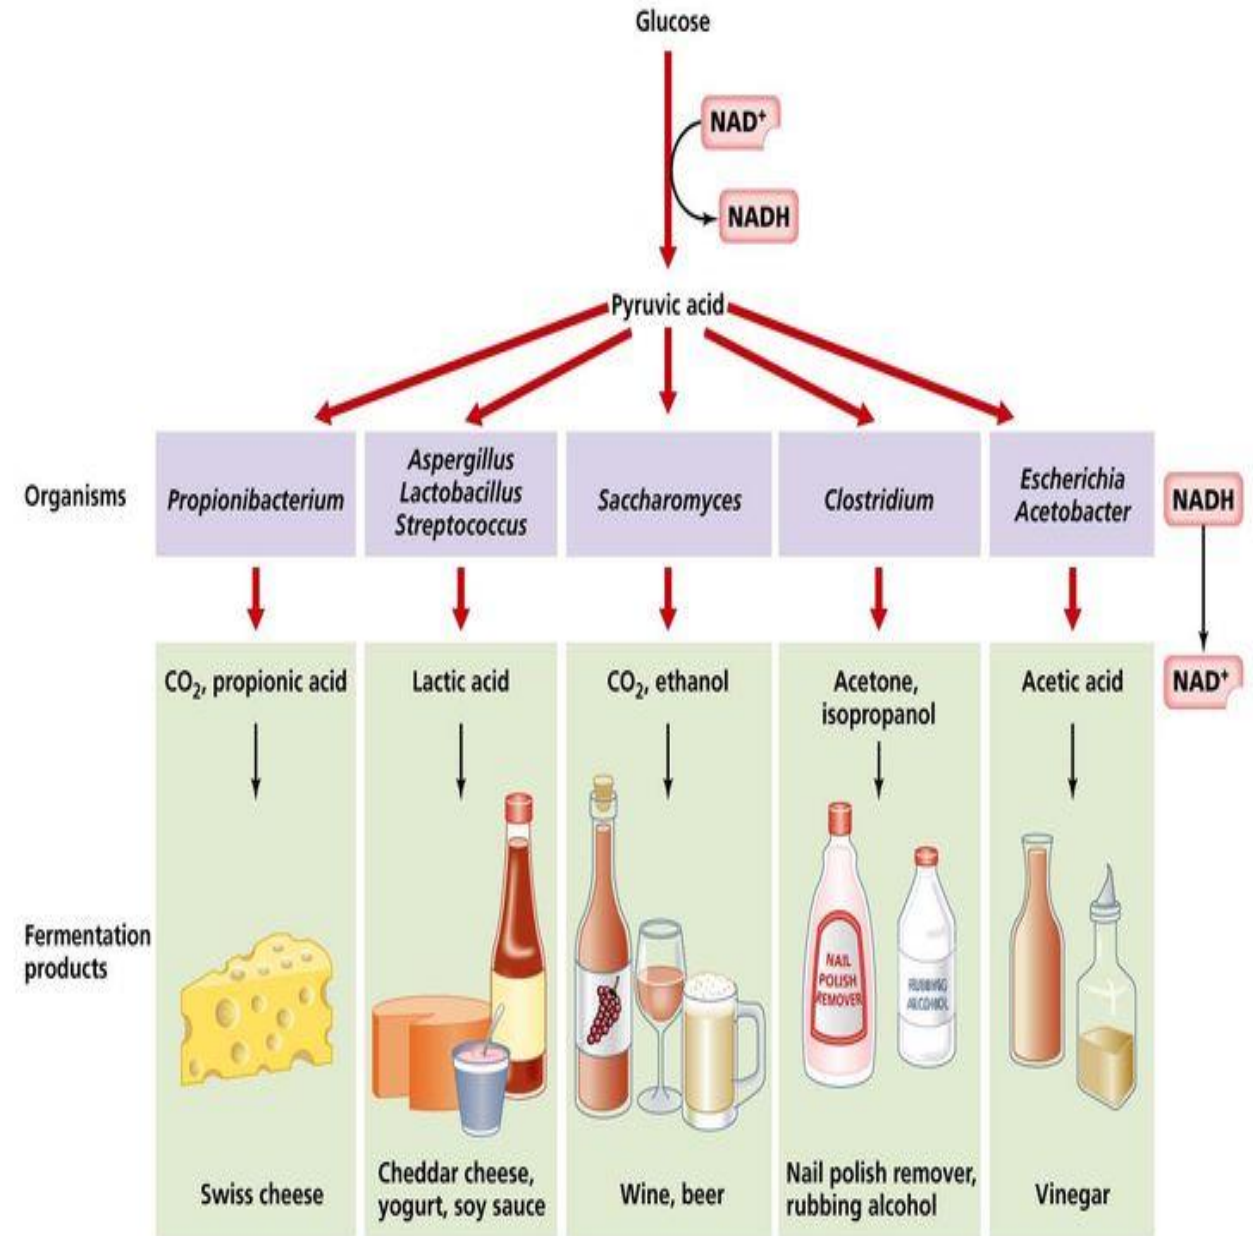 Glucose
NAD⁺
NADH
Pyruvic acid
Organisms
Propionibacterium
Aspergillus
Lactobacillus
Streptococcus
Saccharomyces
Clostridium
Escherichia
Acetobacter
NADH
NAD⁺
CO₂, propionic acid
Lactic acid
CO₂, ethanol
Acetone,
isopropanol
Acetic acid
Fermentation
products
NAIL
POLISH
REMOVER
RUBBING
ALCOHOL
Swiss cheese
Cheddar cheese,
yogurt, soy sauce
Wine, beer
Nail polish remover,
rubbing alcohol
Vinegar